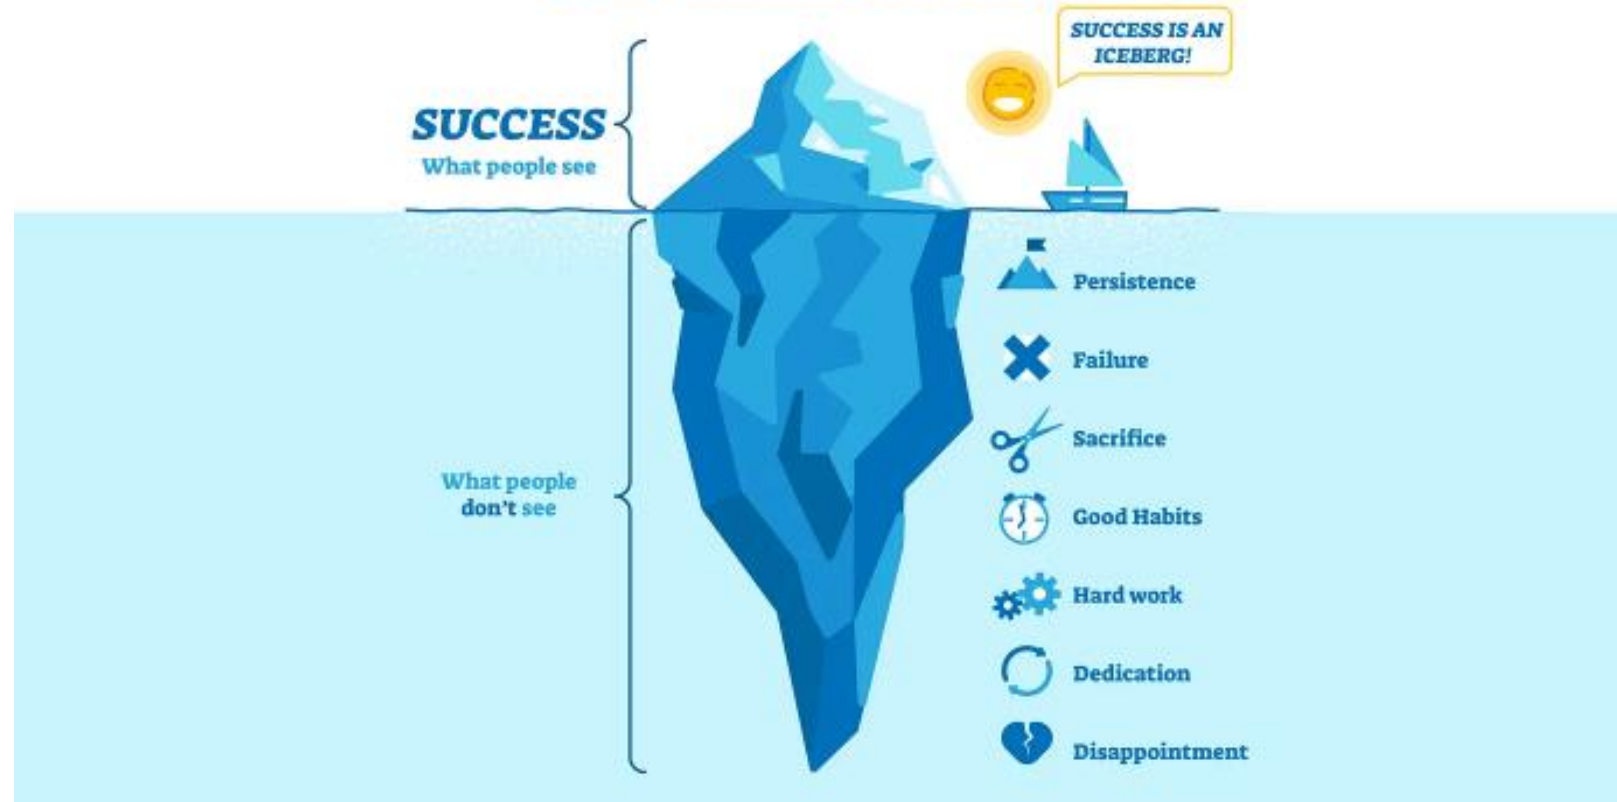 SUCCESS IS AN
ICEBERG!
SUCCESS
What people see
Persistence
Failure
Sacrifice
What people
don't see
Good Habits
Hard work
Dedication
Disappointment